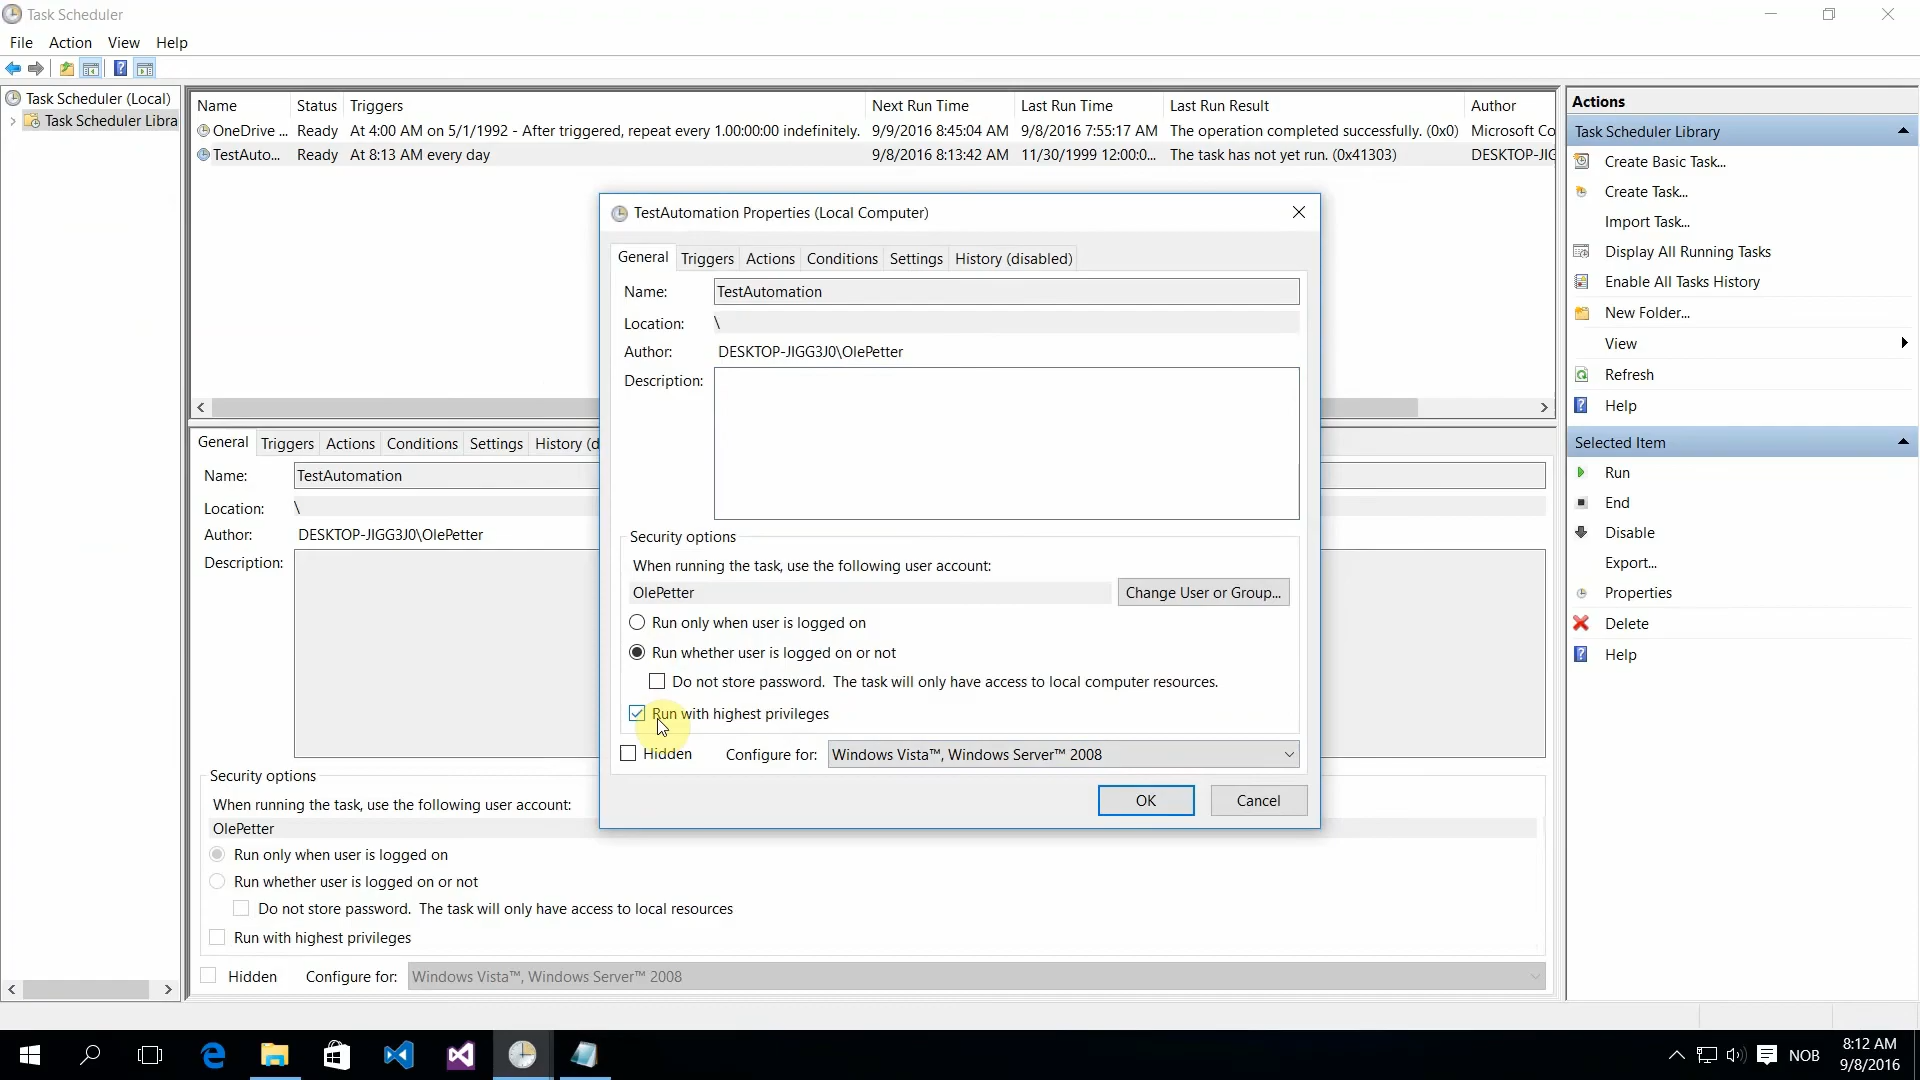 Task Scheduler
File Action View Help
Task Scheduler (Local)
Task Scheduler Libra
Name Status Triggers Next Run Time Last Run Time Last Run Result Author
OneDrive ... Ready At 4:00 AM on 5/1/1992 - After triggered, repeat every 1.00:00:00 indefinitely. 9/9/2016 8:45:04 AM 9/8/2016 7:55:17 AM The operation completed successfully. (0x0) Microsoft Co
TestAuto... Ready At 8:13 AM every day 9/8/2016 8:13:42 AM 11/30/1999 12:00:0... The task has not yet run. (0x41303) DESKTOP-JIG
General Triggers Actions Conditions Settings History (d
Name: TestAutomation
Location: \
Author: DESKTOP-JIGG3J0\OlePetter
Description:
Security options
When running the task, use the following user account:
OlePetter
Run only when user is logged on
Run whether user is logged on or not
Do not store password. The task will only have access to local resources
Run with highest privileges
Hidden Configure for: Windows Vista™, Windows Server™ 2008
TestAutomation Properties (Local Computer)
General Triggers Actions Conditions Settings History (disabled)
Name: TestAutomation
Location: \
Author: DESKTOP-JIGG3J0\OlePetter
Description:
Security options
When running the task, use the following user account:
OlePetter Change User or Group...
Run only when user is logged on
Run whether user is logged on or not
Do not store password. The task will only have access to local computer resources.
Run with highest privileges
Hidden Configure for: Windows Vista™, Windows Server™ 2008
OK Cancel
Actions
Task Scheduler Library
Create Basic Task...
Create Task...
Import Task...
Display All Running Tasks
Enable All Tasks History
New Folder...
View
Refresh
Help
Selected Item
Run
End
Disable
Export...
Properties
Delete
Help
NOB
8:12 AM
9/8/2016